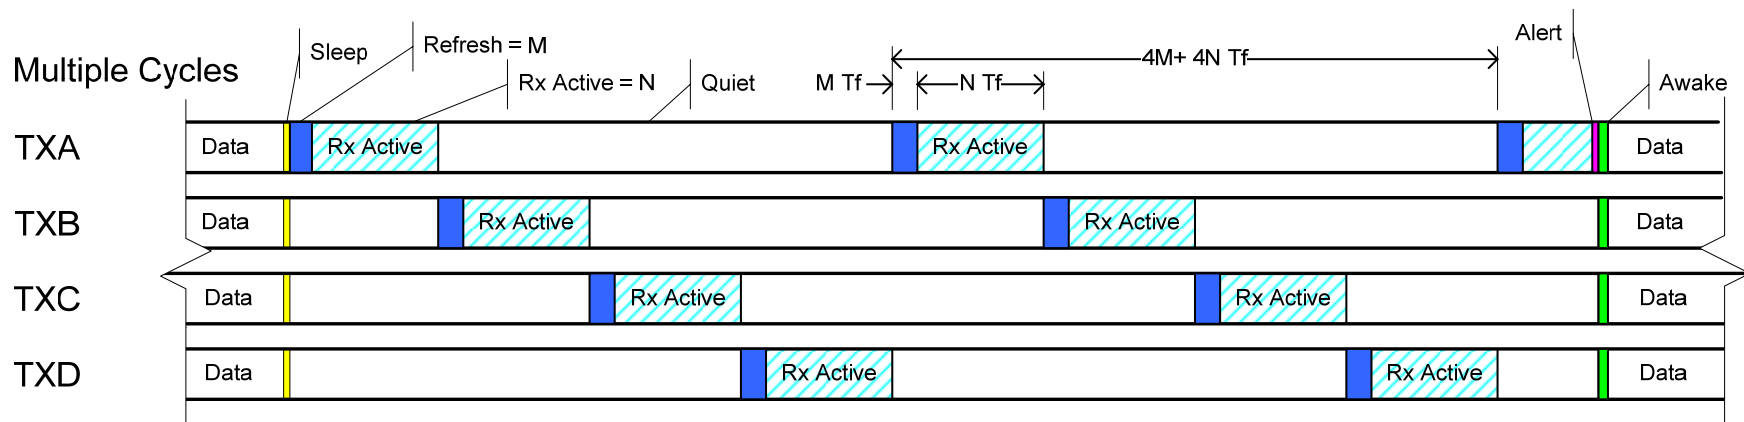 Multiple Cycles
Sleep
Refresh = M
Rx Active = N
Quiet
M Tf
N Tf
4M+ 4N Tf
Alert
Awake
TXA Data Rx Active Rx Active Data
TXB Data Rx Active Rx Active Data
TXC Data Rx Active Rx Active Data
TXD Data Rx Active Rx Active Data